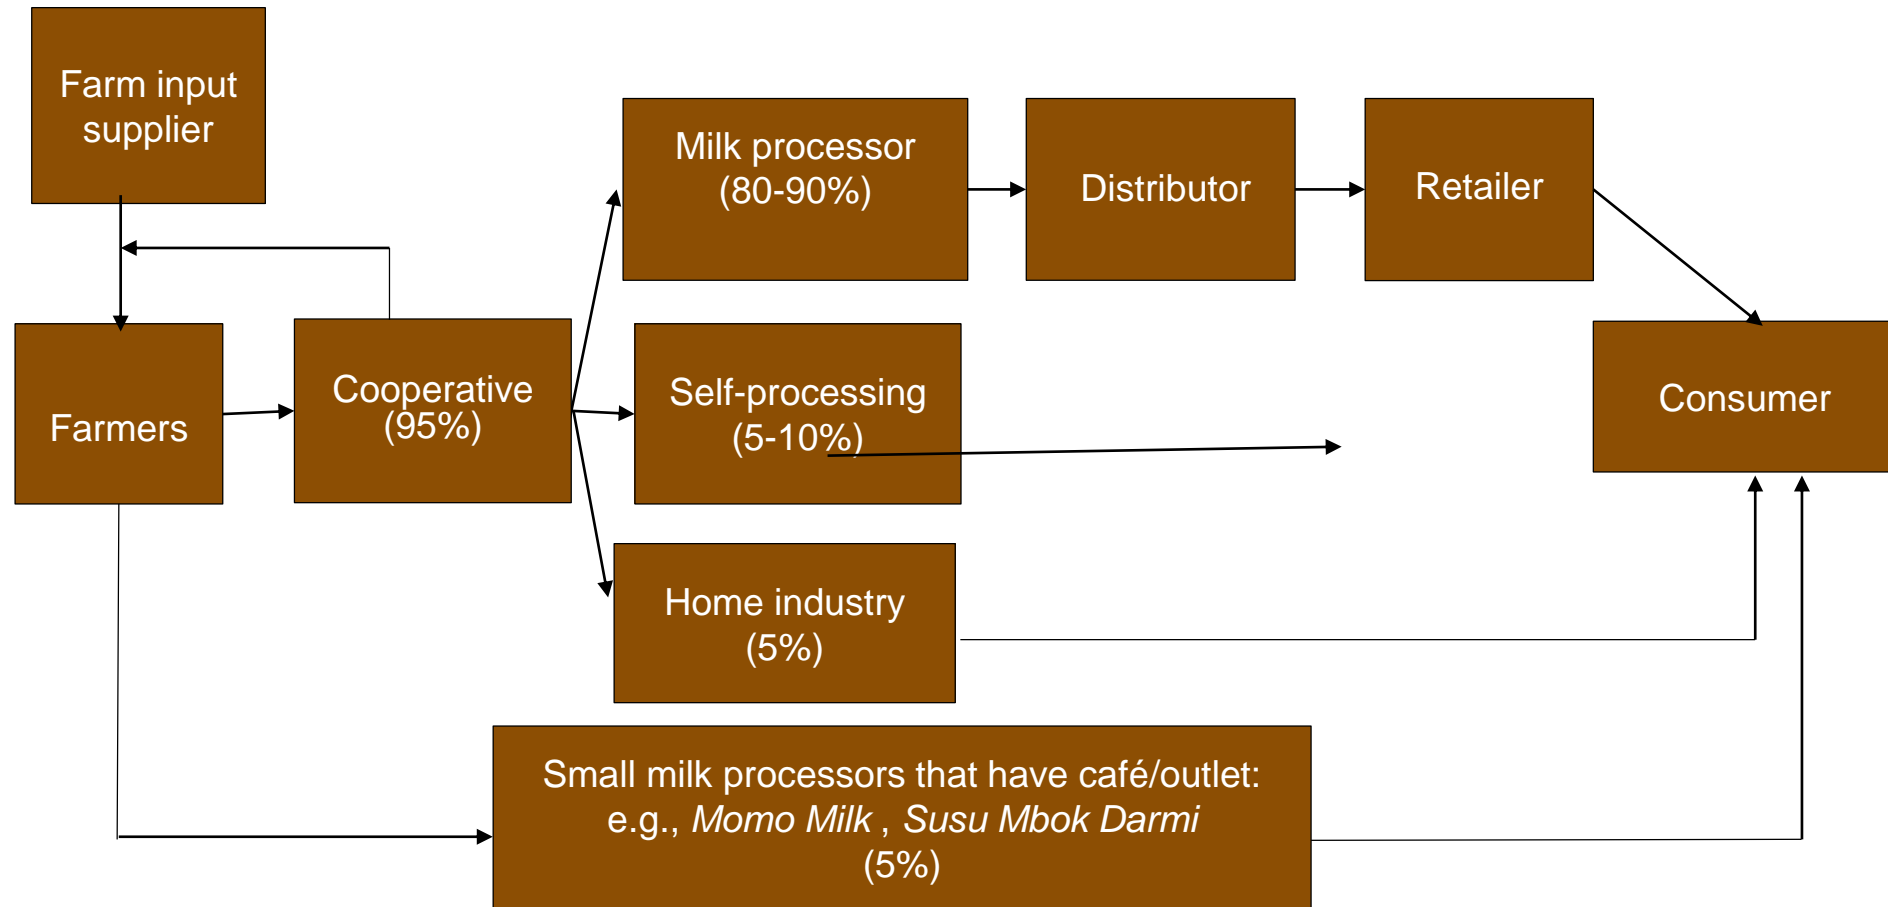 Farm input
supplier
Milk processor
(80-90%)
Distributor
Retailer
Farmers
Cooperative
(95%)
Self-processing
(5-10%)
Consumer
Home industry
(5%)
Small milk processors that have café/outlet:
e.g., Momo Milk , Susu Mbok Darmi
(5%)